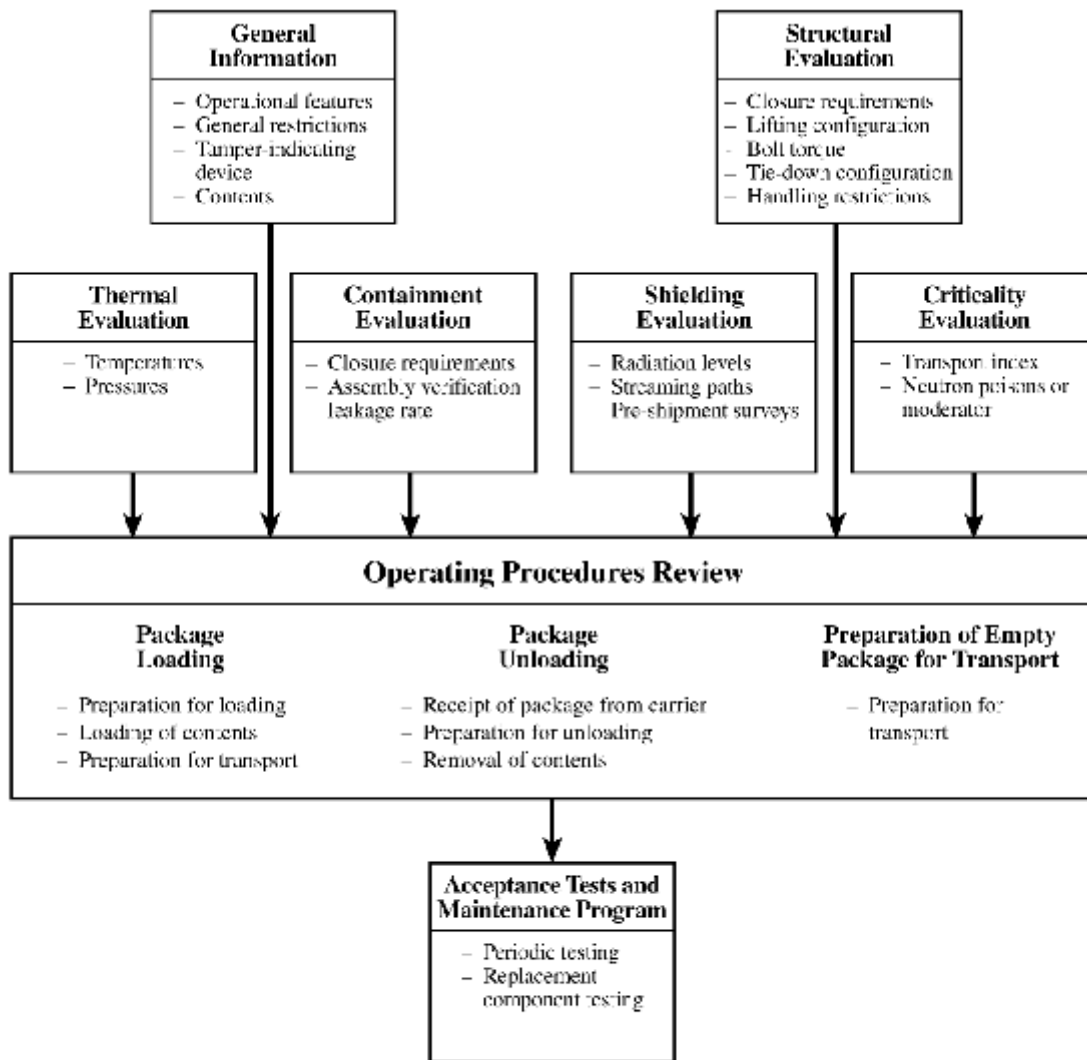 General
Information
– Operational features
– General restrictions
– Tamper-indicating
device
– Contents
Structural
Evaluation
– Closure requirements
– Lifting configuration
- Bolt torque
– Tie-down configuration
– Handling restrictions
Thermal
Evaluation
– Temperatures
– Pressures
Containment
Evaluation
– Closure requirements
– Assembly verification
leakage rate
Shielding
Evaluation
– Radiation levels
– Streaming paths
Pre-shipment surveys
Criticality
Evaluation
– Transport index
– Neutron poisons or
moderator
Operating Procedures Review
Package
Loading
– Preparation for loading
– Loading of contents
– Preparation for transport
Package
Unloading
– Receipt of package from carrier
– Preparation for unloading
– Removal of contents
Preparation of Empty
Package for Transport
– Preparation for
transport
Acceptance Tests and
Maintenance Program
– Periodic testing
– Replacement
component testing